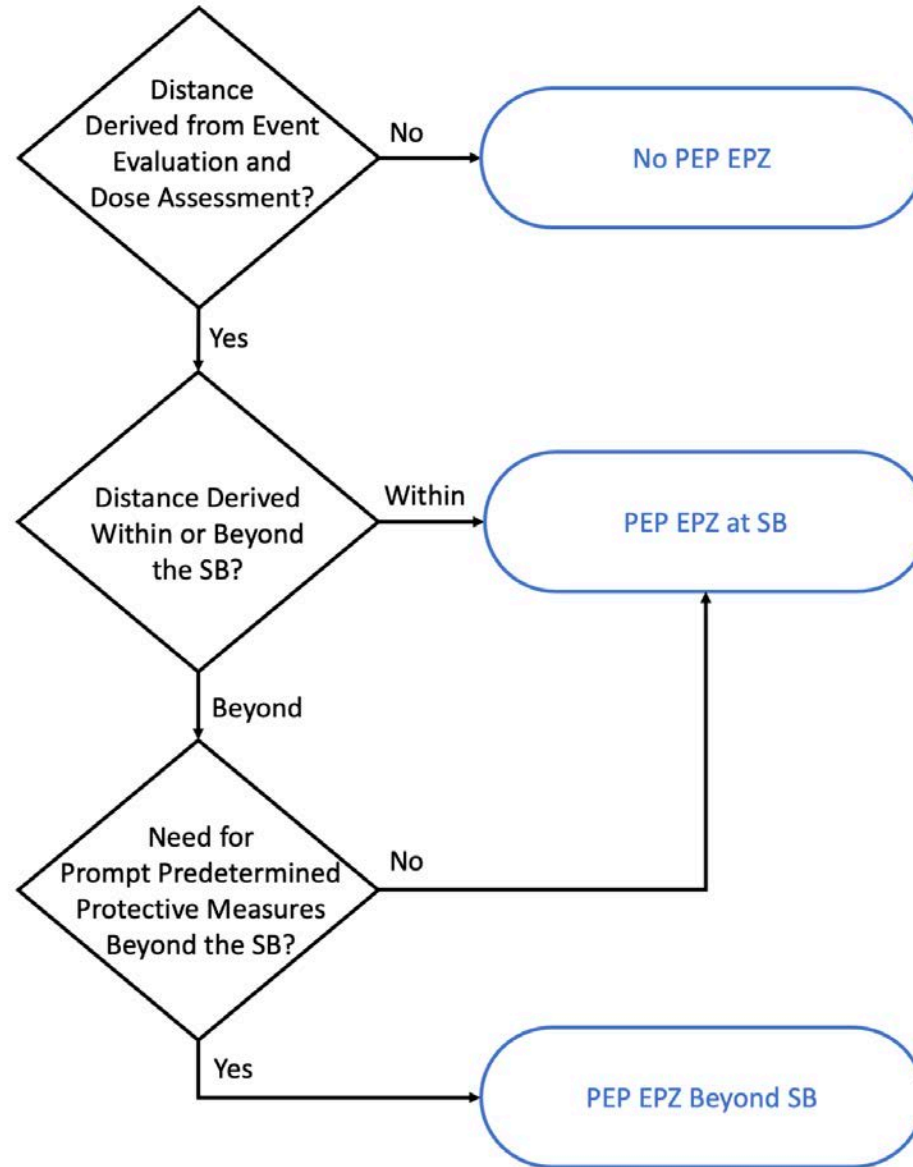 Distance
Derived from Event
Evaluation and
Dose Assessment?
No
No PEP EPZ
Yes
Distance Derived
Within or Beyond
the SB?
Within
PEP EPZ at SB
Beyond
Need for
Prompt Predetermined
Protective Measures
Beyond the SB?
No
Yes
PEP EPZ Beyond SB